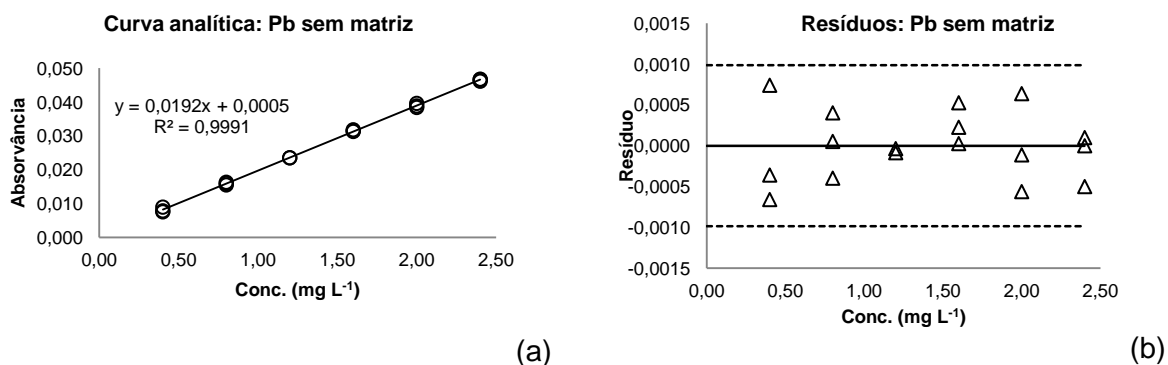 Curva analítica: Pb sem matriz
Absorvância
0,050
0,040
0,030
0,020
0,010
0,000
y = 0,0192x + 0,0005
R² = 0,9991
0,00 0,50 1,00 1,50 2,00 2,50
Conc. (mg L⁻¹)
(a)
Resíduos: Pb sem matriz
Resíduo
0,0015
0,0010
0,0005
0,0000
-0,0005
-0,0010
-0,0015
0,00 0,50 1,00 1,50 2,00 2,50
Conc. (mg L⁻¹)
(b)